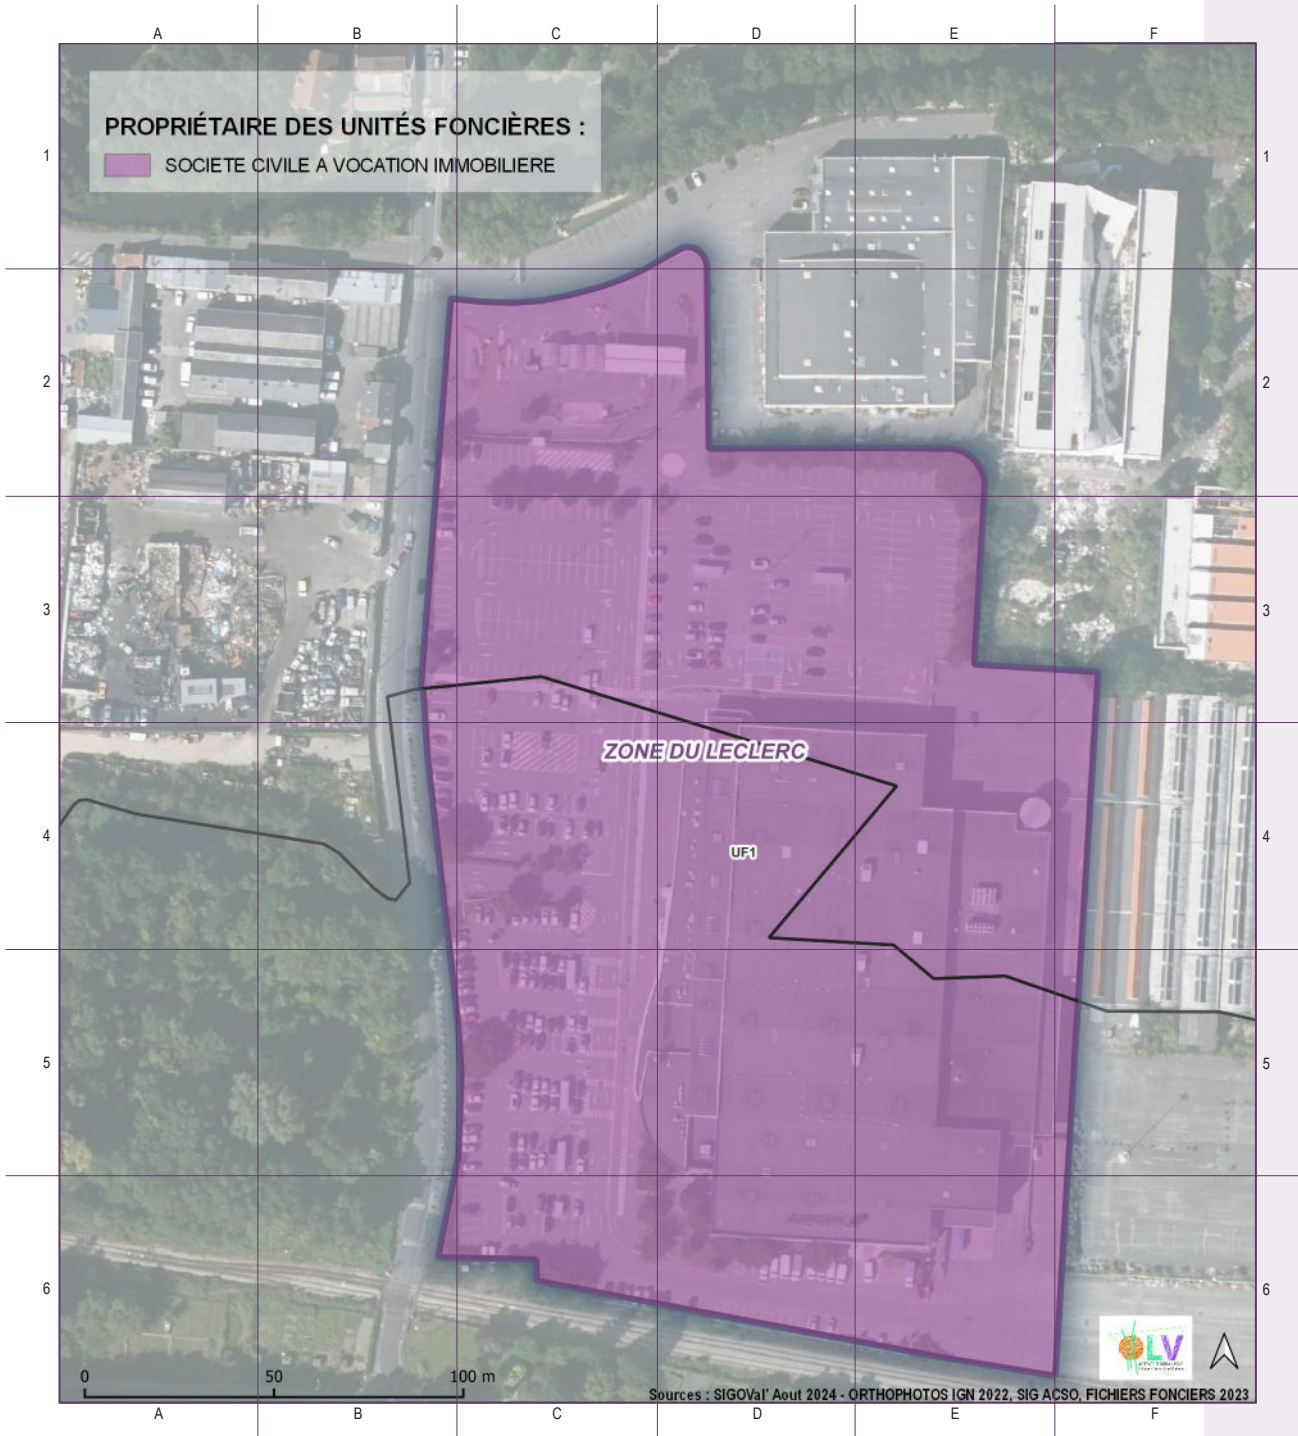 A B C D E F
PROPRIÉTAIRE DES UNITÉS FONCIÈRES :
SOCIETE CIVILE A VOCATION IMMOBILIERE
1 1
2 2
3 3
ZONE DU LECLERC
4 4
UF1
5 5
6 6
LV
0 50 100 m
Sources : SIGOVal' Aout 2024 - ORTHOPHOTOS IGN 2022, SIG ACSO, FICHIERS FONCIERS 2023
A B C D E F